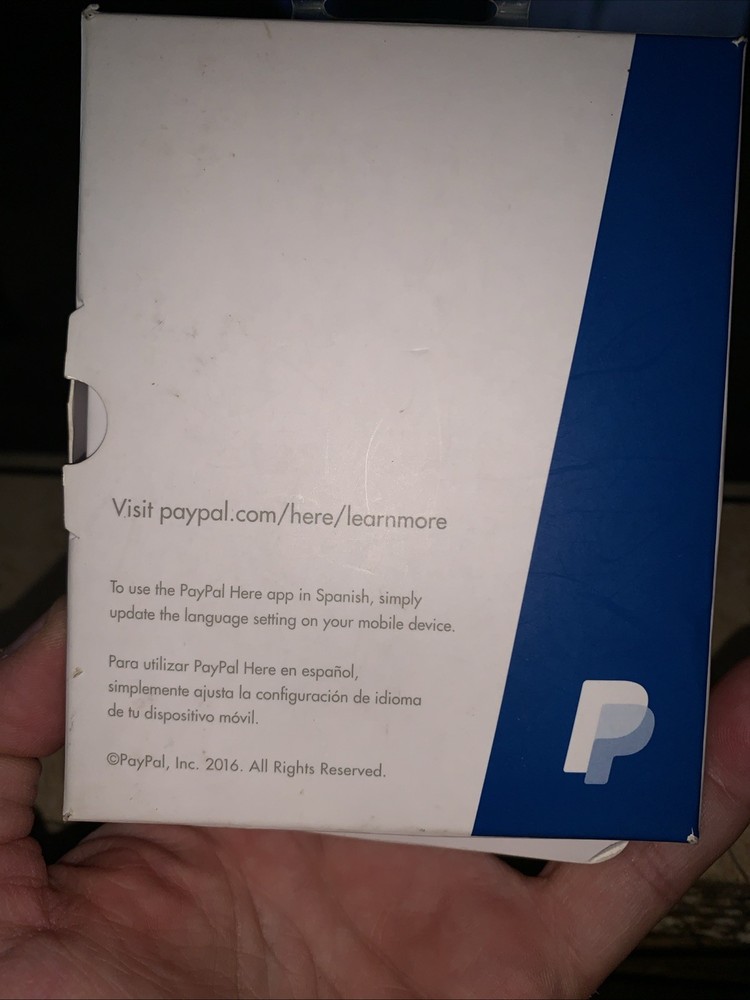 Visit paypal.com/here/learnmore
To use the PayPal Here app in Spanish, simply
update the language setting on your mobile device.
Para utilizar PayPal Here en español,
simplemente ajusta la configuración de idioma
de tu dispositivo móvil.
©PayPal, Inc. 2016. All Rights Reserved.